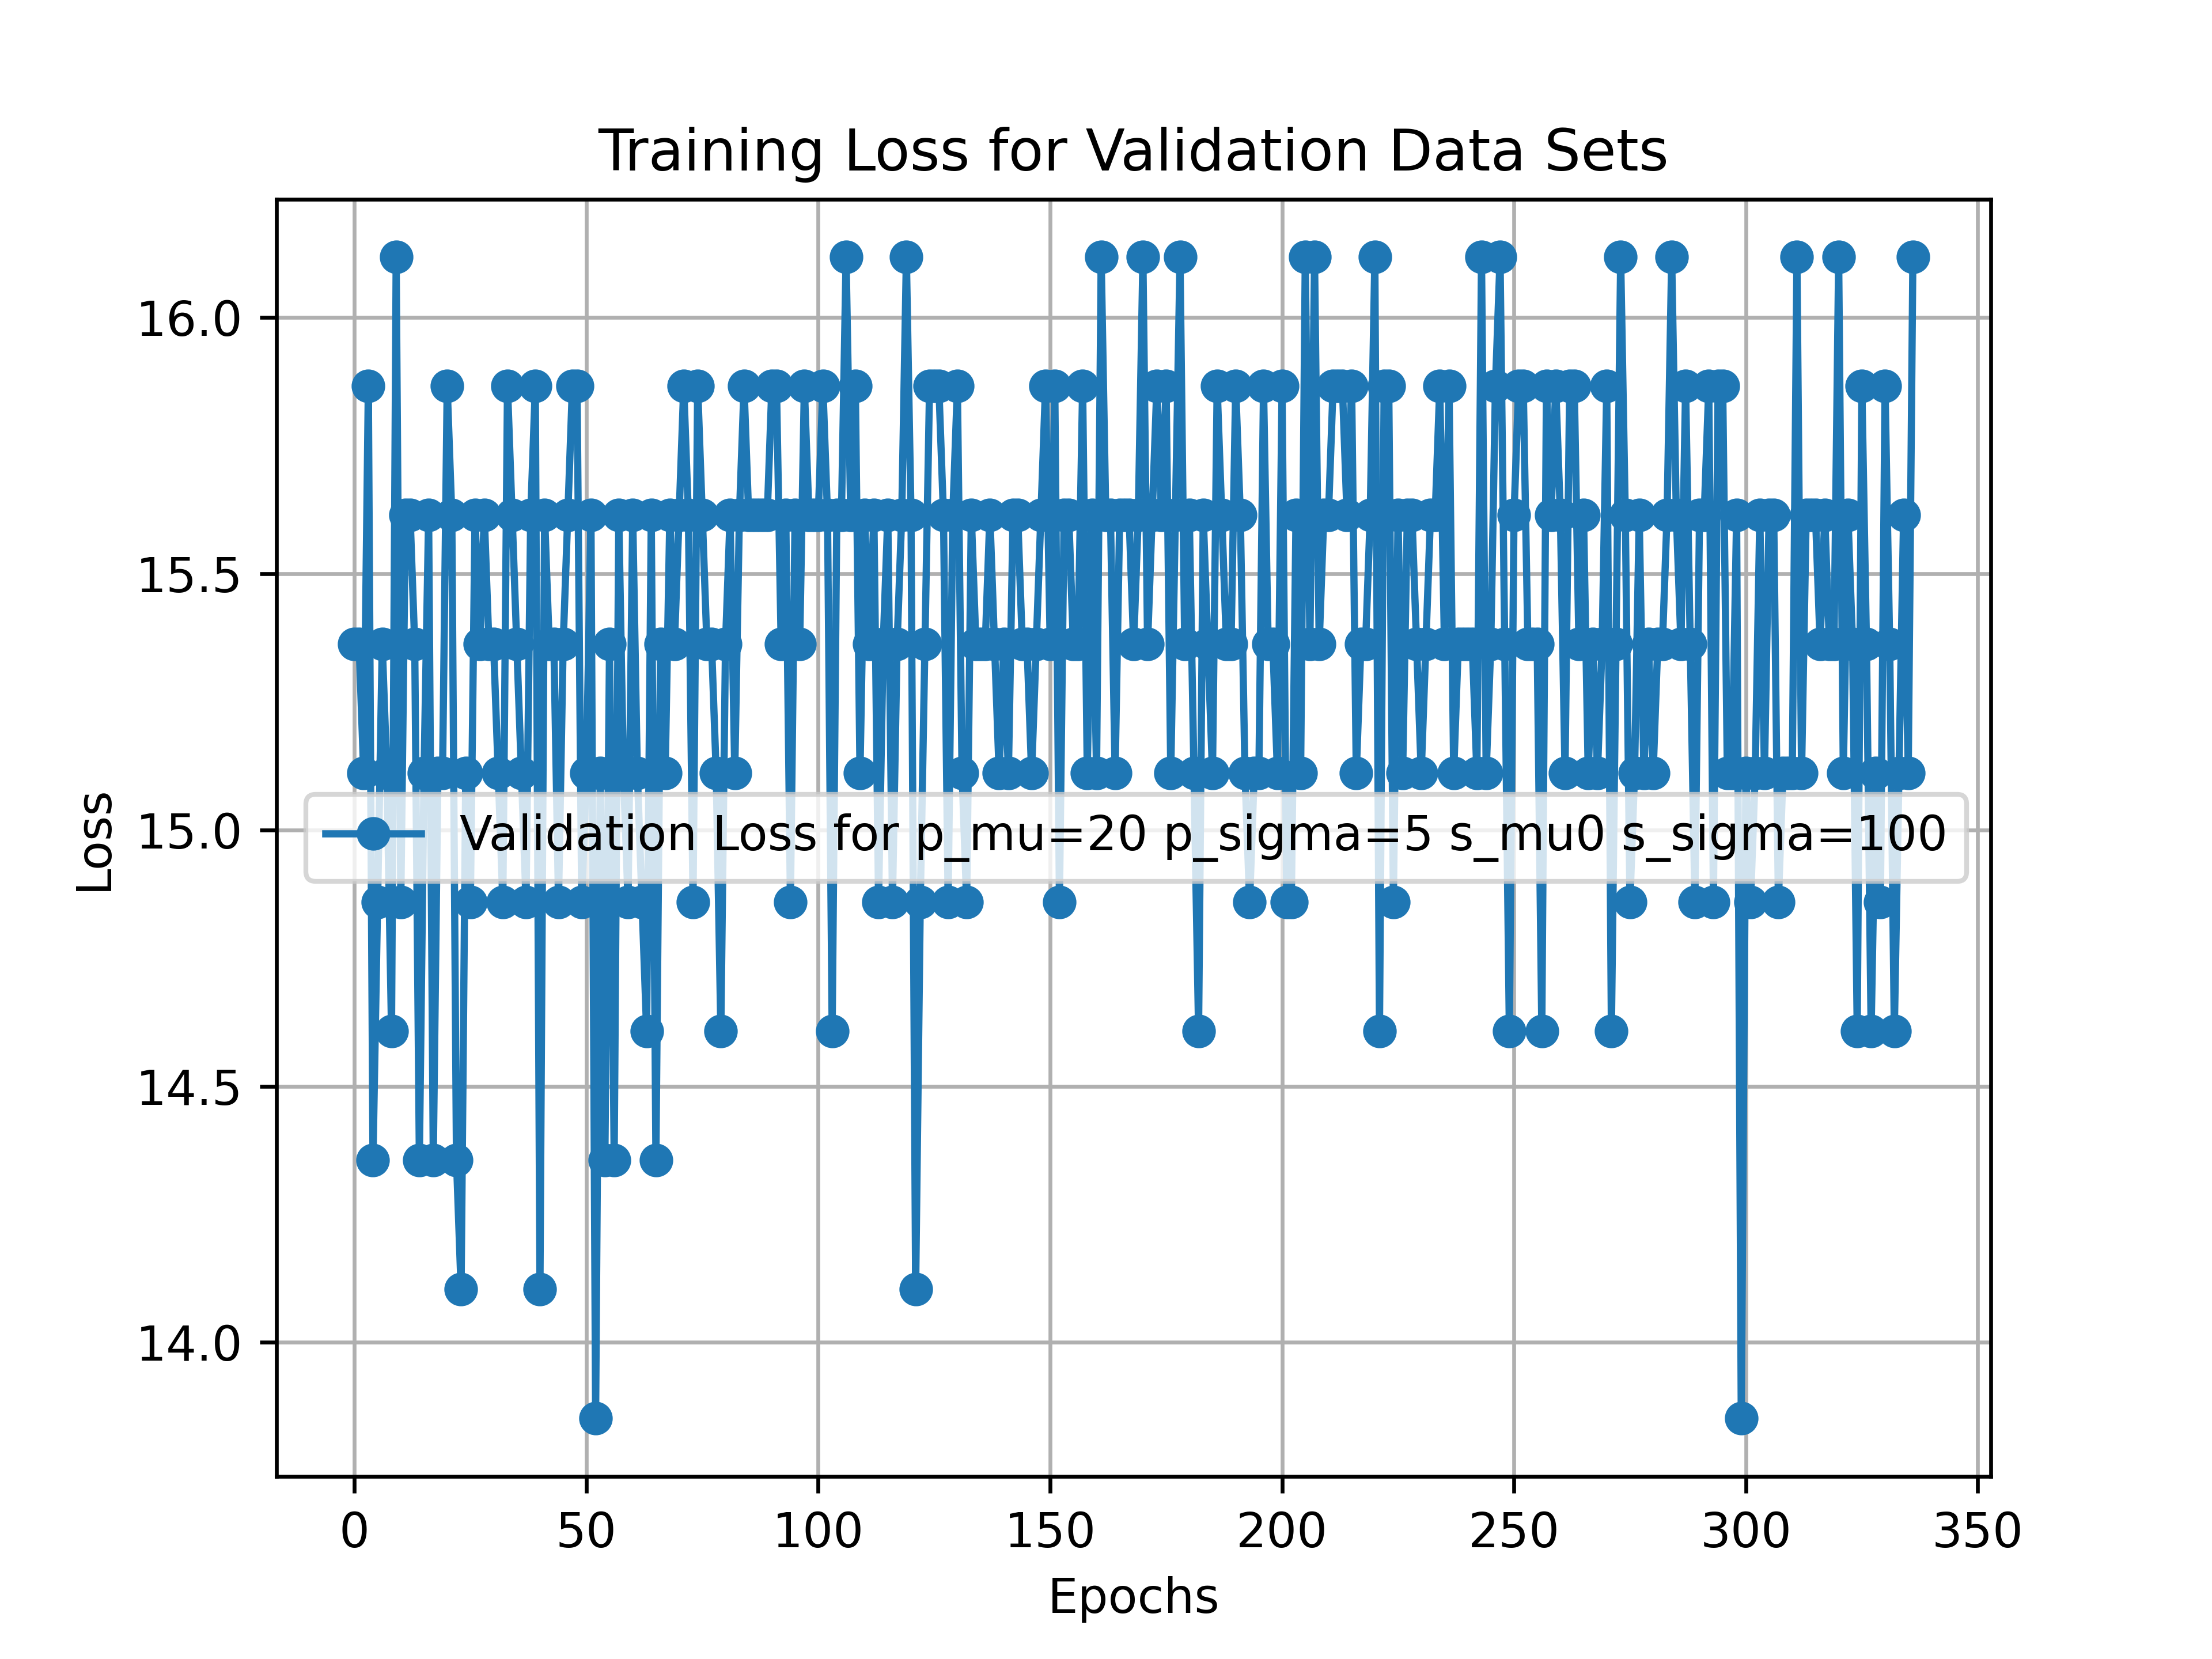 Training Loss for Validation Data Sets
16.0
15.5
15.0
14.5
14.0
Loss
Validation Loss for p_mu=20 p_sigma=5 s_mu0 s_sigma=100
0 50 100 150 200 250 300 350
Epochs